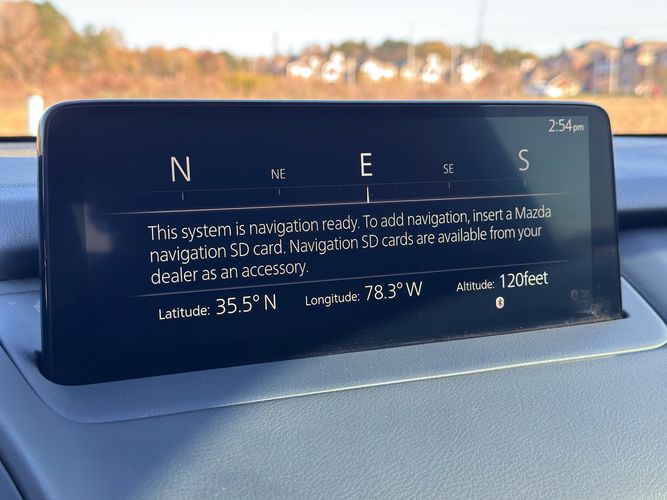 2:54pm
N NE E SE S
This system is navigation ready. To add navigation, insert a Mazda
navigation SD card. Navigation SD cards are available from your
dealer as an accessory.
Latitude: 35.5° N Longitude: 78.3° W Altitude: 120feet